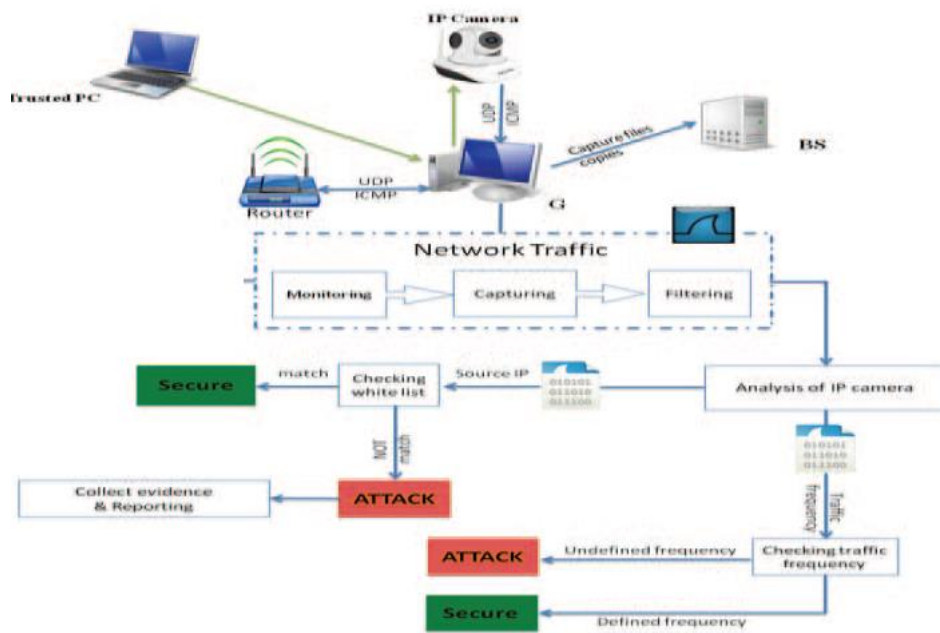 IP Camera
Trusted PC
UDP
ICMP
Capture files
copies
BS
UDP
ICMP
Router
G
Network Traffic
Monitoring
Capturing
Filtering
Secure
match
Checking
white list
Source IP
010101
011010
011100
Analysis of IP camera
NOT
match
010101
011010
011100
Collect evidence
& Reporting
ATTACK
Traffic
frequency
ATTACK
Undefined frequency
Checking traffic
frequency
Secure
Defined frequency